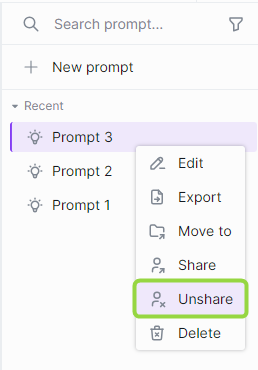 Search prompt...
New prompt
Recent
Prompt 3
Prompt 2
Prompt 1
Edit
Export
Move to
Share
Unshare
Delete